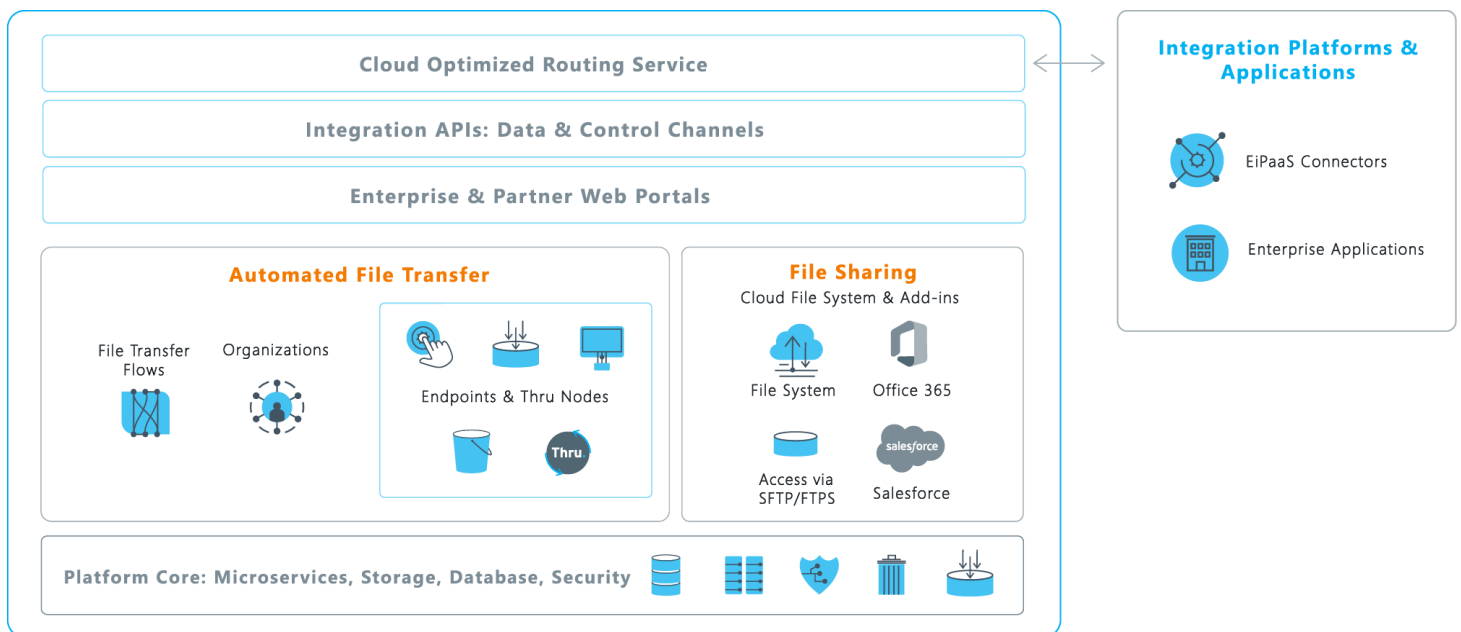 Cloud Optimized Routing Service
Integration APIs: Data & Control Channels
Enterprise & Partner Web Portals
Automated File Transfer
File Transfer
Flows
Organizations
Endpoints & Thru Nodes
Thru
File Sharing
Cloud File System & Add-ins
File System
Office 365
Access via
SFTP/FTPS
salesforce
Salesforce
Platform Core: Microservices, Storage, Database, Security
Integration Platforms &
Applications
EiPaaS Connectors
Enterprise Applications